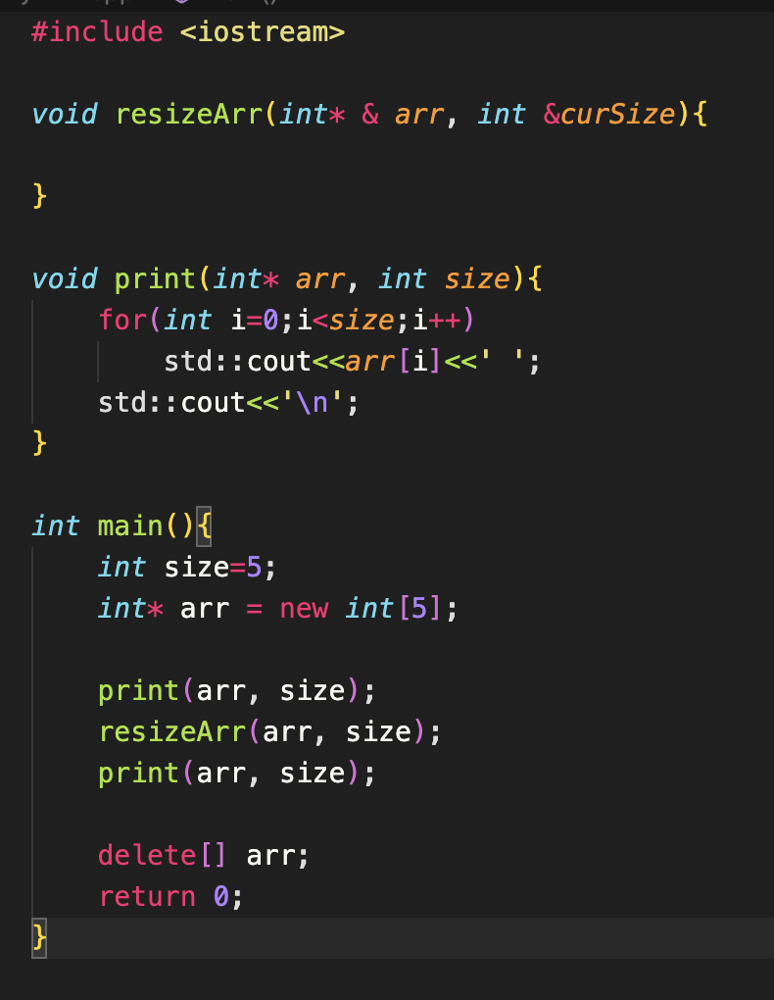 #include <iostream>

void resizeArr(int* & arr, int &curSize){

}

void print(int* arr, int size){
    for(int i=0;i<size;i++)
        std::cout<<arr[i]<<' ';
    std::cout<<'\n';
}

int main(){
    int size=5;
    int* arr = new int[5];

    print(arr, size);
    resizeArr(arr, size);
    print(arr, size);

    delete[] arr;
    return 0;
}